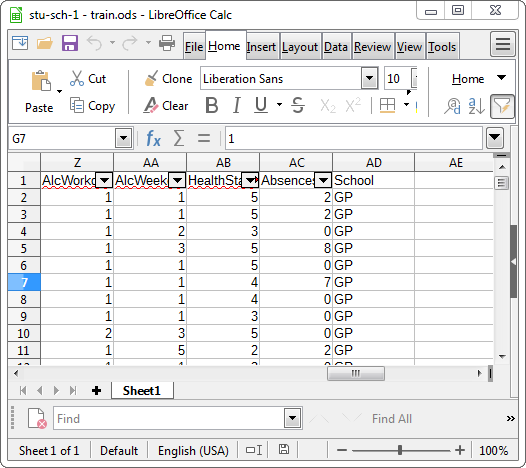 stu-sch-1 - train.ods - LibreOffice Calc
File Home Insert Layout Data Review View Tools
Cut Clone Liberation Sans 10 Home
Paste Copy Clear B I U S A
G7 fx Σ = 1
Z AA AB AC AD AE
1 AlcWorkd AlcWeek HealthSta Absences School
2 1 1 5 2 GP
3 1 1 5 2 GP
4 1 2 3 0 GP
5 1 3 5 8 GP
6 1 1 5 0 GP
7 1 1 4 7 GP
8 1 1 4 0 GP
9 1 1 3 0 GP
10 2 3 5 0 GP
11 1 5 2 2 GP
Sheet1
Find Find All
Sheet 1 of 1 Default English (USA) 100%